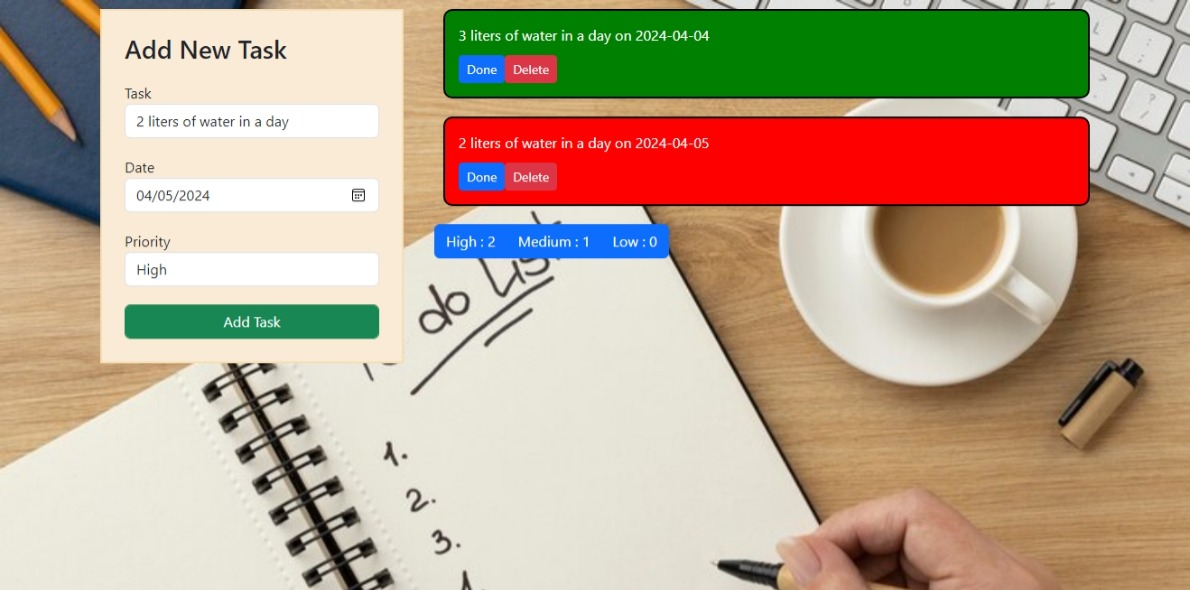 Add New Task
Task
2 liters of water in a day
Date
04/05/2024
Priority
High
Add Task
3 liters of water in a day on 2024-04-04
Done Delete
2 liters of water in a day on 2024-04-05
Done Delete
High : 2 Medium : 1 Low : 0
do List
1.
2.
3.